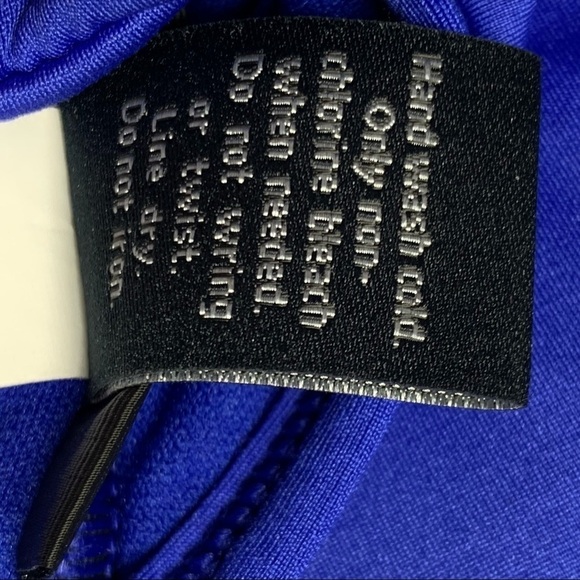 Hand wash cold.
Only non-
chlorine bleach
when needed.
Do not wring
or twist.
Line dry.
Do not iron.